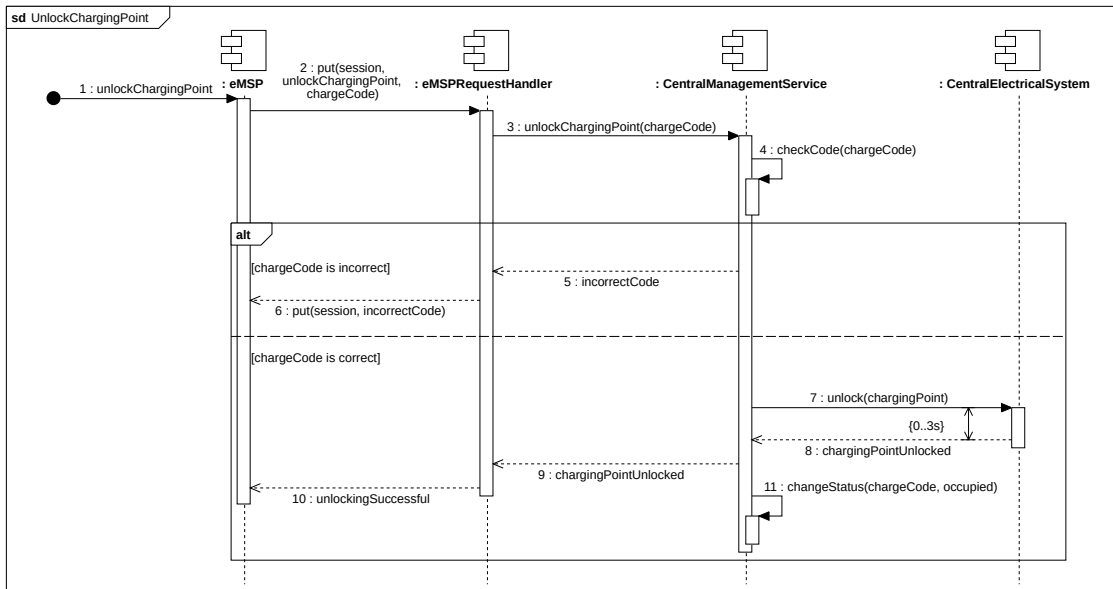 sd UnlockChargingPoint
: eMSP
: eMSPRequestHandler
: CentralManagementService
: CentralElectricalSystem
1 : unlockChargingPoint
2 : put(session,
unlockChargingPoint,
chargeCode)
3 : unlockChargingPoint(chargeCode)
4 : checkCode(chargeCode)
alt
[chargeCode is incorrect]
5 : incorrectCode
6 : put(session, incorrectCode)
[chargeCode is correct]
7 : unlock(chargingPoint)
{0..3s}
8 : chargingPointUnlocked
9 : chargingPointUnlocked
10 : unlockingSuccessful
11 : changeStatus(chargeCode, occupied)